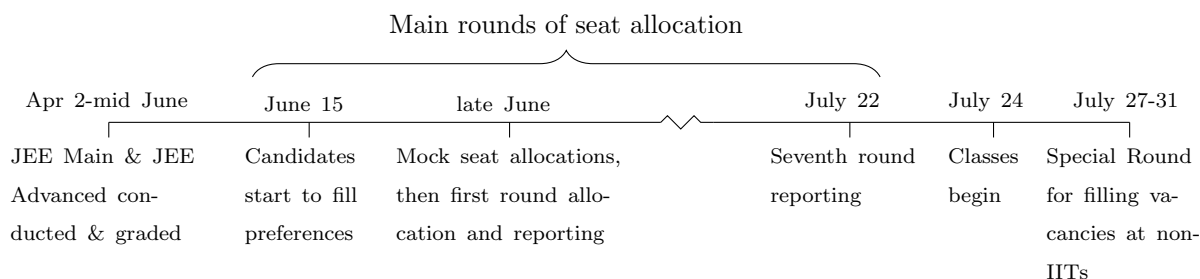 Main rounds of seat allocation
Apr 2-mid June
June 15
late June
July 22
July 24
July 27-31
JEE Main & JEE
Advanced con-
ducted & graded
Candidates
start to fill
preferences
Mock seat allocations,
then first round allo-
cation and reporting
Seventh round
reporting
Classes
begin
Special Round
for filling va-
cancies at non-
IITs